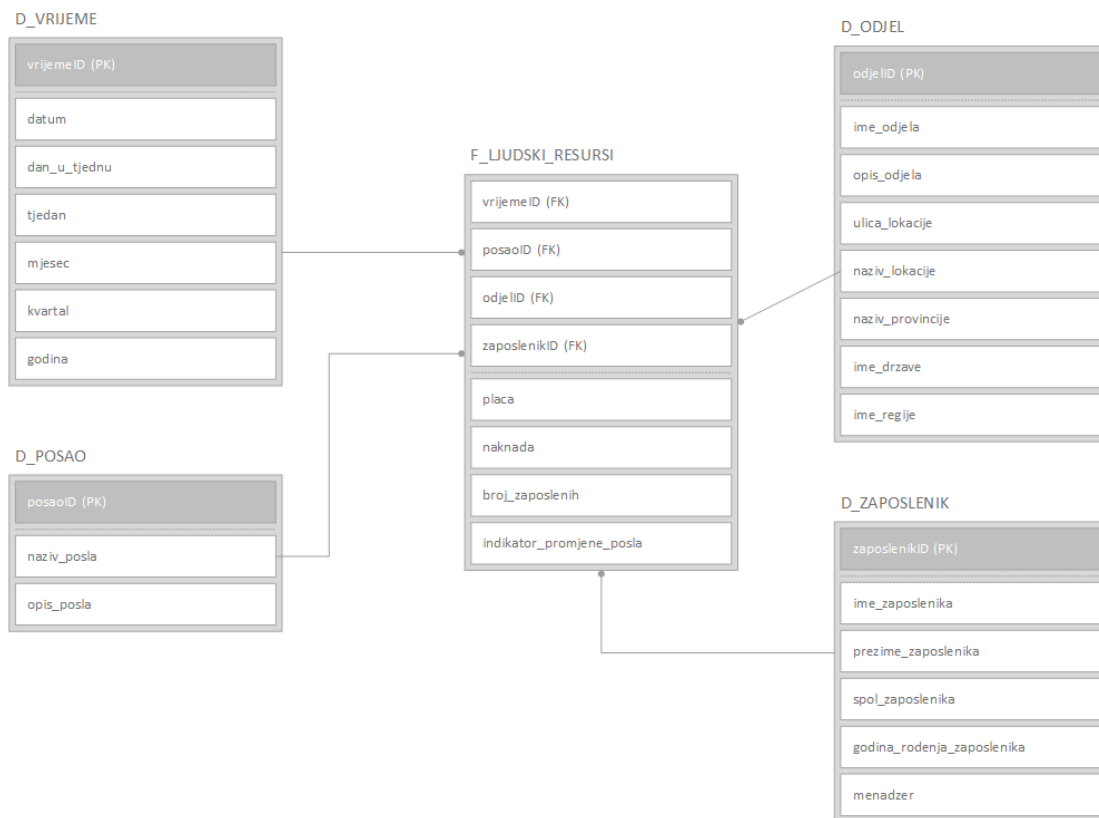 D_VRIJEME
vrijemeID (PK)
datum
dan_u_tjednu
tjedan
mjesec
kvartal
godina
D_POSAO
posaoID (PK)
naziv_posla
opis_posla
F_LJUDSKI_RESURSI
vrijemeID (FK)
posaoID (FK)
odjelID (FK)
zaposlenikID (FK)
placa
naknada
broj_zaposlenih
indikator_promjene_posla
D_ODJEL
odjelID (PK)
ime_odjela
opis_odjela
ulica_lokacije
naziv_lokacije
naziv_provincije
ime_drzave
ime_regije
D_ZAPOSLENIK
zaposlenikID (PK)
ime_zaposlenika
prezime_zaposlenika
spol_zaposlenika
godina_rodenja_zaposlenika
menadzer